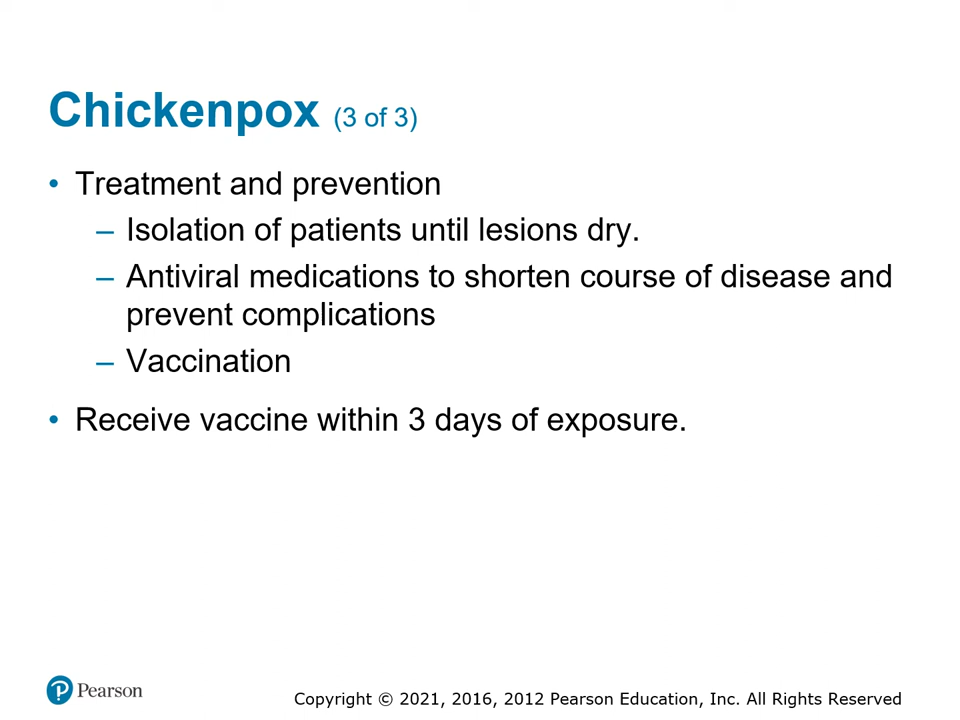 Chickenpox (3 of 3)
• Treatment and prevention
– Isolation of patients until lesions dry.
– Antiviral medications to shorten course of disease and
prevent complications
– Vaccination
• Receive vaccine within 3 days of exposure.
Pearson
Copyright © 2021, 2016, 2012 Pearson Education, Inc. All Rights Reserved